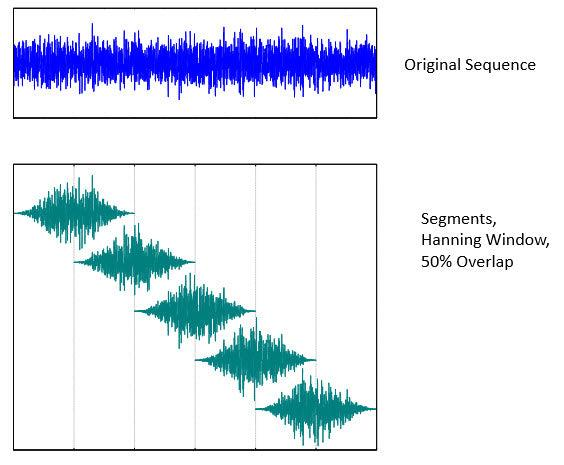 Original Sequence
Segments,
Hanning Window,
50% Overlap